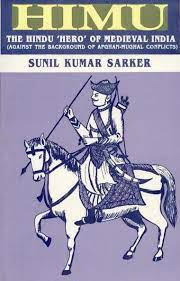 HIMU
THE HINDU 'HERO' OF MEDIEVAL INDIA
(AGAINST THE BACKGROUND OF AFGHAN-MUGHAL CONFLICTS)
SUNIL KUMAR SARKER